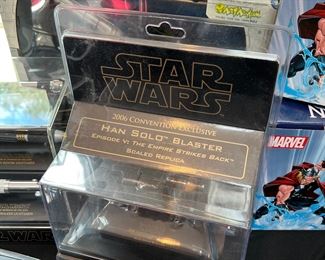 STAR
WARS
2006 CONVENTION EXCLUSIVE
HAN SOLO™ BLASTER
EPISODE V: THE EMPIRE STRIKES BACK™
SCALED REPLICA
MARVEL